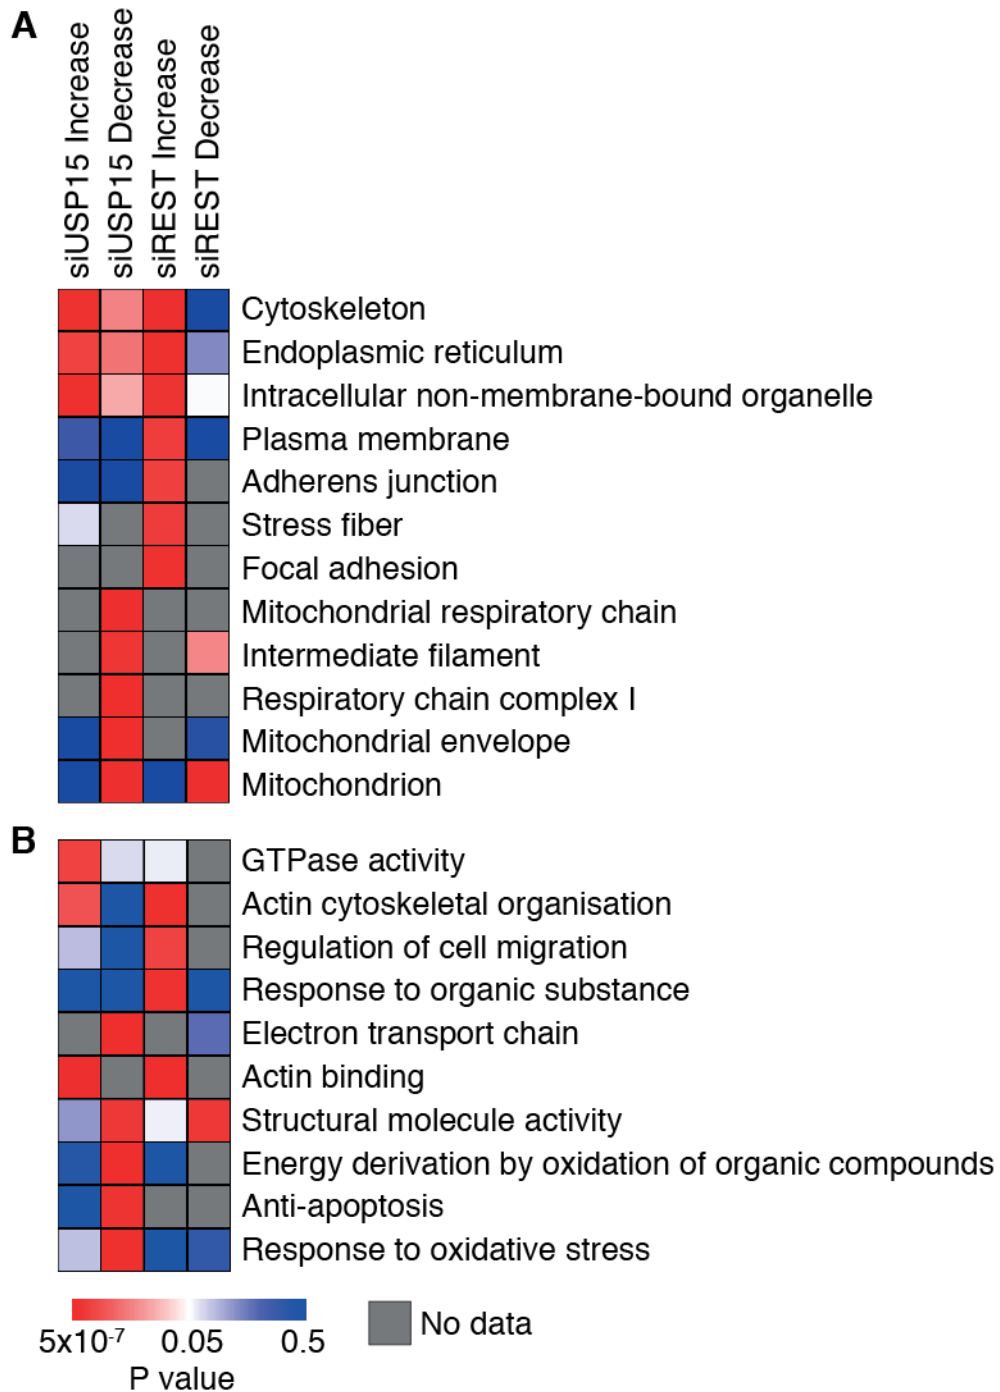 A
siUSP15 Increase
siUSP15 Decrease
siREST Increase
siREST Decrease
Cytoskeleton
Endoplasmic reticulum
Intracellular non-membrane-bound organelle
Plasma membrane
Adherens junction
Stress fiber
Focal adhesion
Mitochondrial respiratory chain
Intermediate filament
Respiratory chain complex I
Mitochondrial envelope
Mitochondrion
B
GTPase activity
Actin cytoskeletal organisation
Regulation of cell migration
Response to organic substance
Electron transport chain
Actin binding
Structural molecule activity
Energy derivation by oxidation of organic compounds
Anti-apoptosis
Response to oxidative stress
5x10⁻⁷ 0.05 0.5
P value
No data